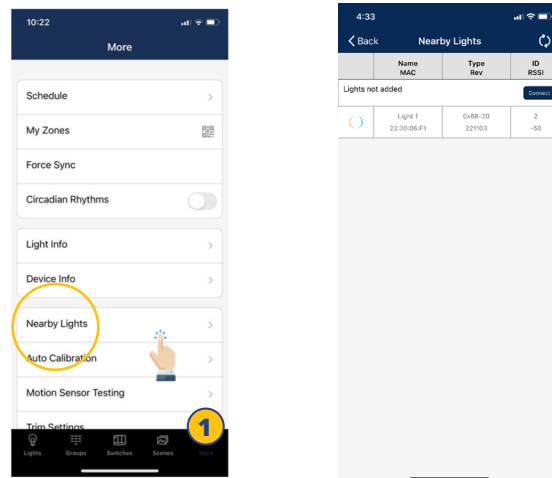 10:22
More
Schedule
My Zones
Force Sync
Circadian Rhythms
Light Info
Device Info
Nearby Lights
Auto Calibration
Motion Sensor Testing
Trim Settings
1
Lights Groups Switches Scenes More
4:33
Back Nearby Lights
Name Type ID
MAC Rev RSSI
Lights not added Connect
Light 1 0x68-20 2
22:30:06:F1 221103 -50